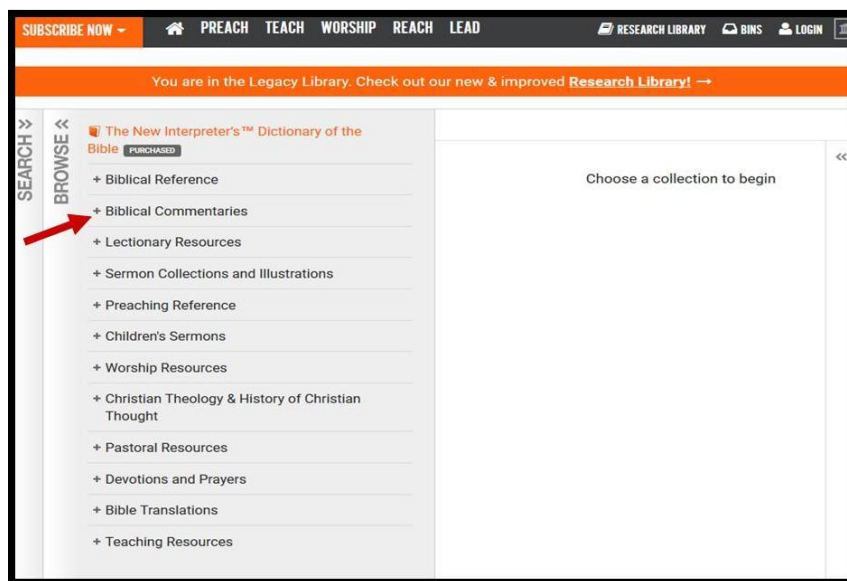 SUBSCRIBE NOW PREACH TEACH WORSHIP REACH LEAD RESEARCH LIBRARY BINS LOGIN
You are in the Legacy Library. Check out our new & improved Research Library! →
SEARCH »
BROWSE «
The New Interpreter's™ Dictionary of the
Bible PURCHASED
+ Biblical Reference
+ Biblical Commentaries
+ Lectionary Resources
+ Sermon Collections and Illustrations
+ Preaching Reference
+ Children's Sermons
+ Worship Resources
+ Christian Theology & History of Christian
Thought
+ Pastoral Resources
+ Devotions and Prayers
+ Bible Translations
+ Teaching Resources
Choose a collection to begin
«